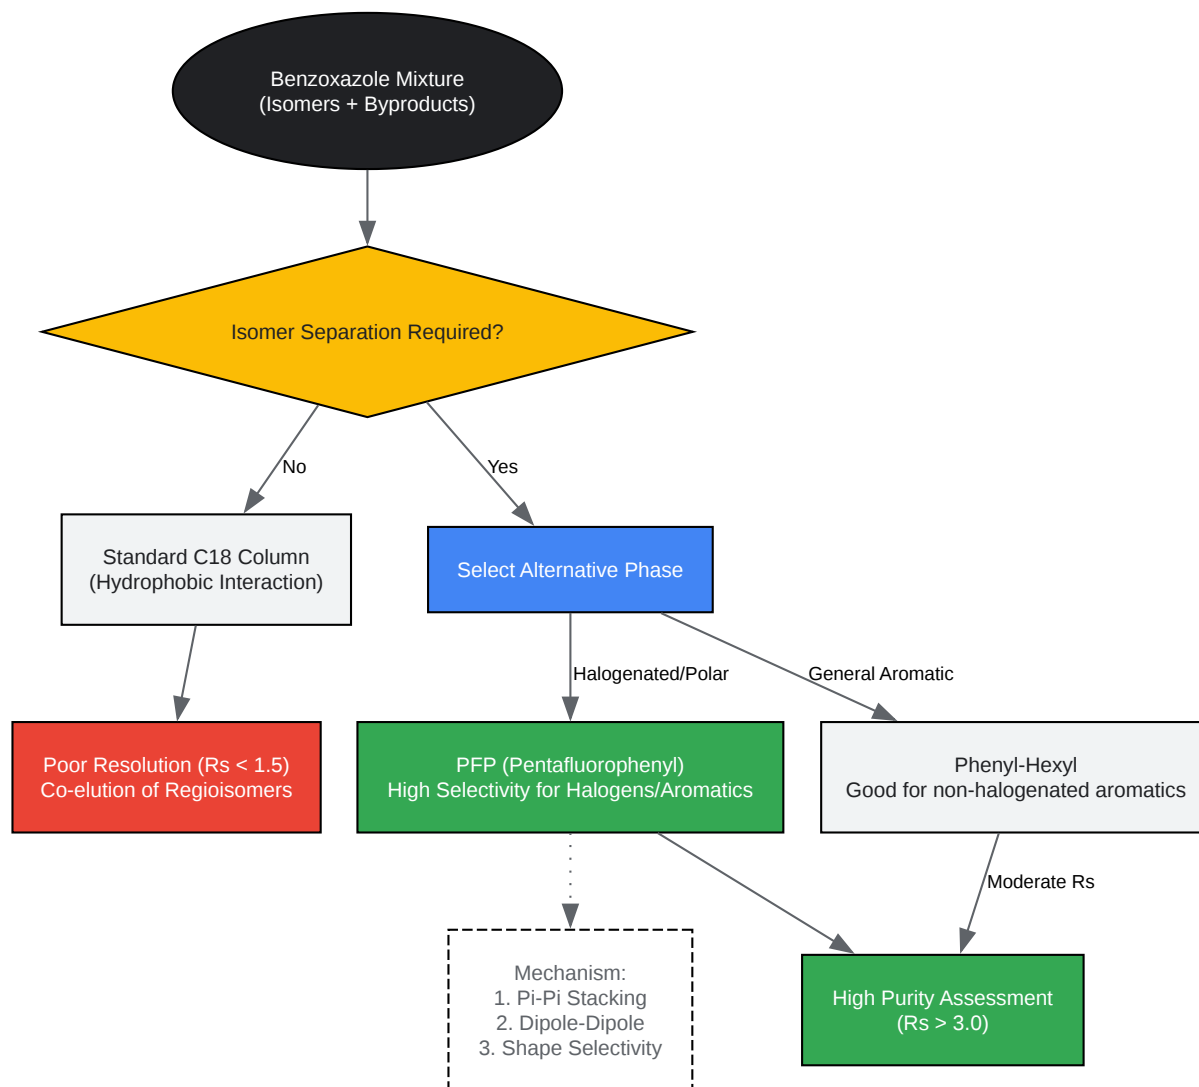 Benzoxazole Mixture
(Isomers + Byproducts)
Isomer Separation Required?
No
Yes
Standard C18 Column
(Hydrophobic Interaction)
Select Alternative Phase
Halogenated/Polar
General Aromatic
Poor Resolution (Rs < 1.5)
Co-elution of Regioisomers
PFP (Pentafluorophenyl)
High Selectivity for Halogens/Aromatics
Phenyl-Hexyl
Good for non-halogenated aromatics
Moderate Rs
Mechanism:
1. Pi-Pi Stacking
2. Dipole-Dipole
3. Shape Selectivity
High Purity Assessment
(Rs > 3.0)